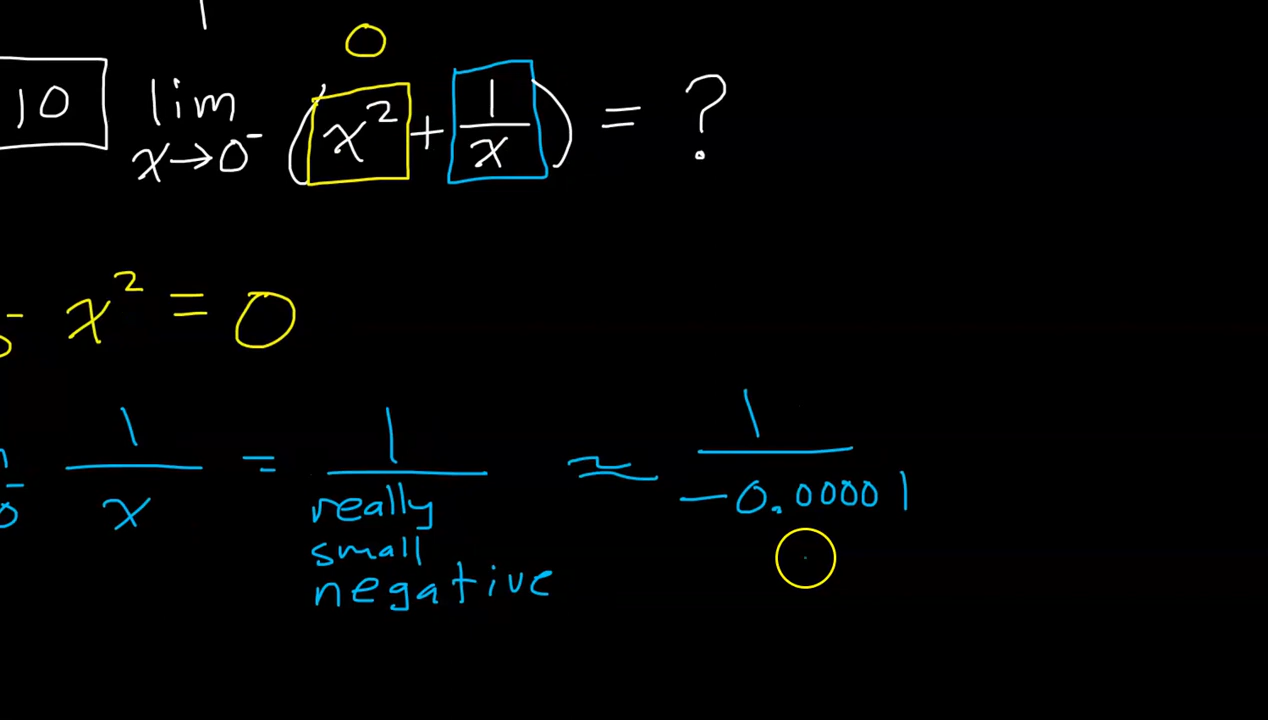 0
10 lim x→0⁻ (x² + 1/x) = ?
x² = 0
1/x = 1/really small negative ≈ 1/-0.00001